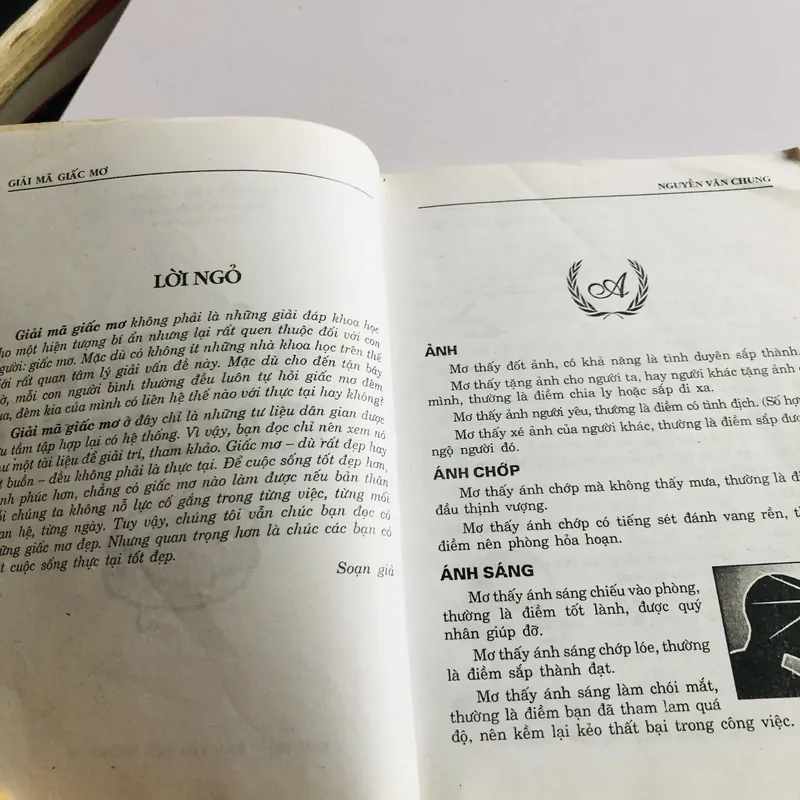 GIẢI MÃ GIẤC MƠ
LỜI NGỎ
Giải mã giấc mơ không phải là những giải đáp khoa học
cho một hiện tượng bí ẩn nhưng lại rất quen thuộc đối với con
người: giấc mơ. Mặc dù có không ít những nhà khoa học trên thế
giới rất quan tâm lý giải vấn đề này. Mặc dù cho đến tận bây
giờ, mỗi con người bình thường đều luôn tự hỏi giấc mơ đêm
qua, đêm kia của mình có liên hệ thế nào với thực tại hay không?
Giải mã giấc mơ ở đây chỉ là những tư liệu dân gian được
sưu tầm tập hợp lại có hệ thống. Vì vậy, bạn đọc chỉ nên xem nó
như một tài liệu để giải trí, tham khảo. Giấc mơ – dù rất đẹp hay
buồn – đều không phải là thực tại. Để cuộc sống tốt đẹp hơn,
hạnh phúc hơn, chẳng có giấc mơ nào làm được nếu bản thân
chúng ta không nỗ lực cố gắng trong từng việc, từng mối
quan hệ, từng ngày. Tuy vậy, chúng tôi vẫn chúc bạn đọc có
những giấc mơ đẹp. Nhưng quan trọng hơn là chúc các bạn có
cuộc sống thực tại tốt đẹp.
Soạn giả
NGUYỄN VĂN CHUNG
A
ẢNH
Mơ thấy đốt ảnh, có khả năng là tình duyên sắp thành.
Mơ thấy tặng ảnh cho người ta, hay người khác tặng ảnh
mình, thường là điềm chia ly hoặc sắp đi xa.
Mơ thấy ảnh người yêu, thường là điềm có tình địch. (Số
Mơ thấy xé ảnh của người khác, thường là điềm sắp
ngộ người đó.
ÁNH CHỚP
Mơ thấy ánh chớp mà không thấy mưa, thường là
đầu thịnh vượng.
Mơ thấy ánh chớp có tiếng sét đánh vang rền,
điềm nên phòng hỏa hoạn.
ÁNH SÁNG
Mơ thấy ánh sáng chiếu vào phòng,
thường là điềm tốt lành, được quý
nhân giúp đỡ.
Mơ thấy ánh sáng chớp lóe, thường
là điềm sắp thành đạt.
Mơ thấy ánh sáng làm chói mắt,
thường là điềm bạn đã tham lam quá
độ, nên kềm lại kẻo thất bại trong công việc.